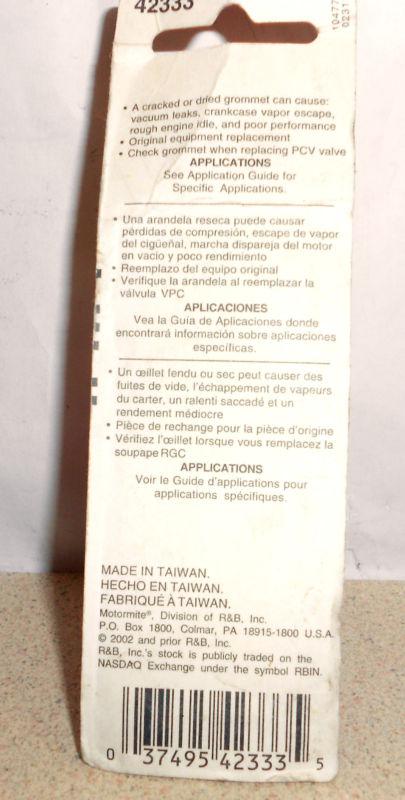 42333
10477
0231
• A cracked or dried grommet can cause:
vacuum leaks, crankcase vapor escape,
rough engine idle, and poor performance
• Original equipment replacement
• Check grommet when replacing PCV valve
APPLICATIONS
See Application Guide for
Specific Applications.
• Una arandela reseca puede causar
pérdidas de compresión, escape de vapor
del cigüeñal, marcha dispareja del motor
en vacio y poco rendimiento
• Reemplazo del equipo original
• Verifique la arandela al reemplazar la
válvula VPC
APLICACIONES
Vea la Guía de Aplicaciones donde
encontrará información sobre aplicaciones
específicas.
• Un œillet fendu ou sec peut causer des
fuites de vide, l'échappement de vapeurs
du carter, un ralenti saccadé et un
rendement médiocre
• Pièce de rechange pour la pièce d'origine
• Vérifiez l'œillet lorsque vous remplacez la
soupape RGC
APPLICATIONS
Voir le Guide d'applications pour
applications spécifiques.
MADE IN TAIWAN.
HECHO EN TAIWAN.
FABRIQUÉ À TAIWAN.
Motormite®, Division of R&B, Inc.
P.O. Box 1800, Colmar, PA 18915-1800 U.S.A.
© 2002 and prior R&B, Inc.
R&B, Inc.'s stock is publicly traded on the
NASDAQ Exchange under the symbol RBIN.
0 37495 42333 5